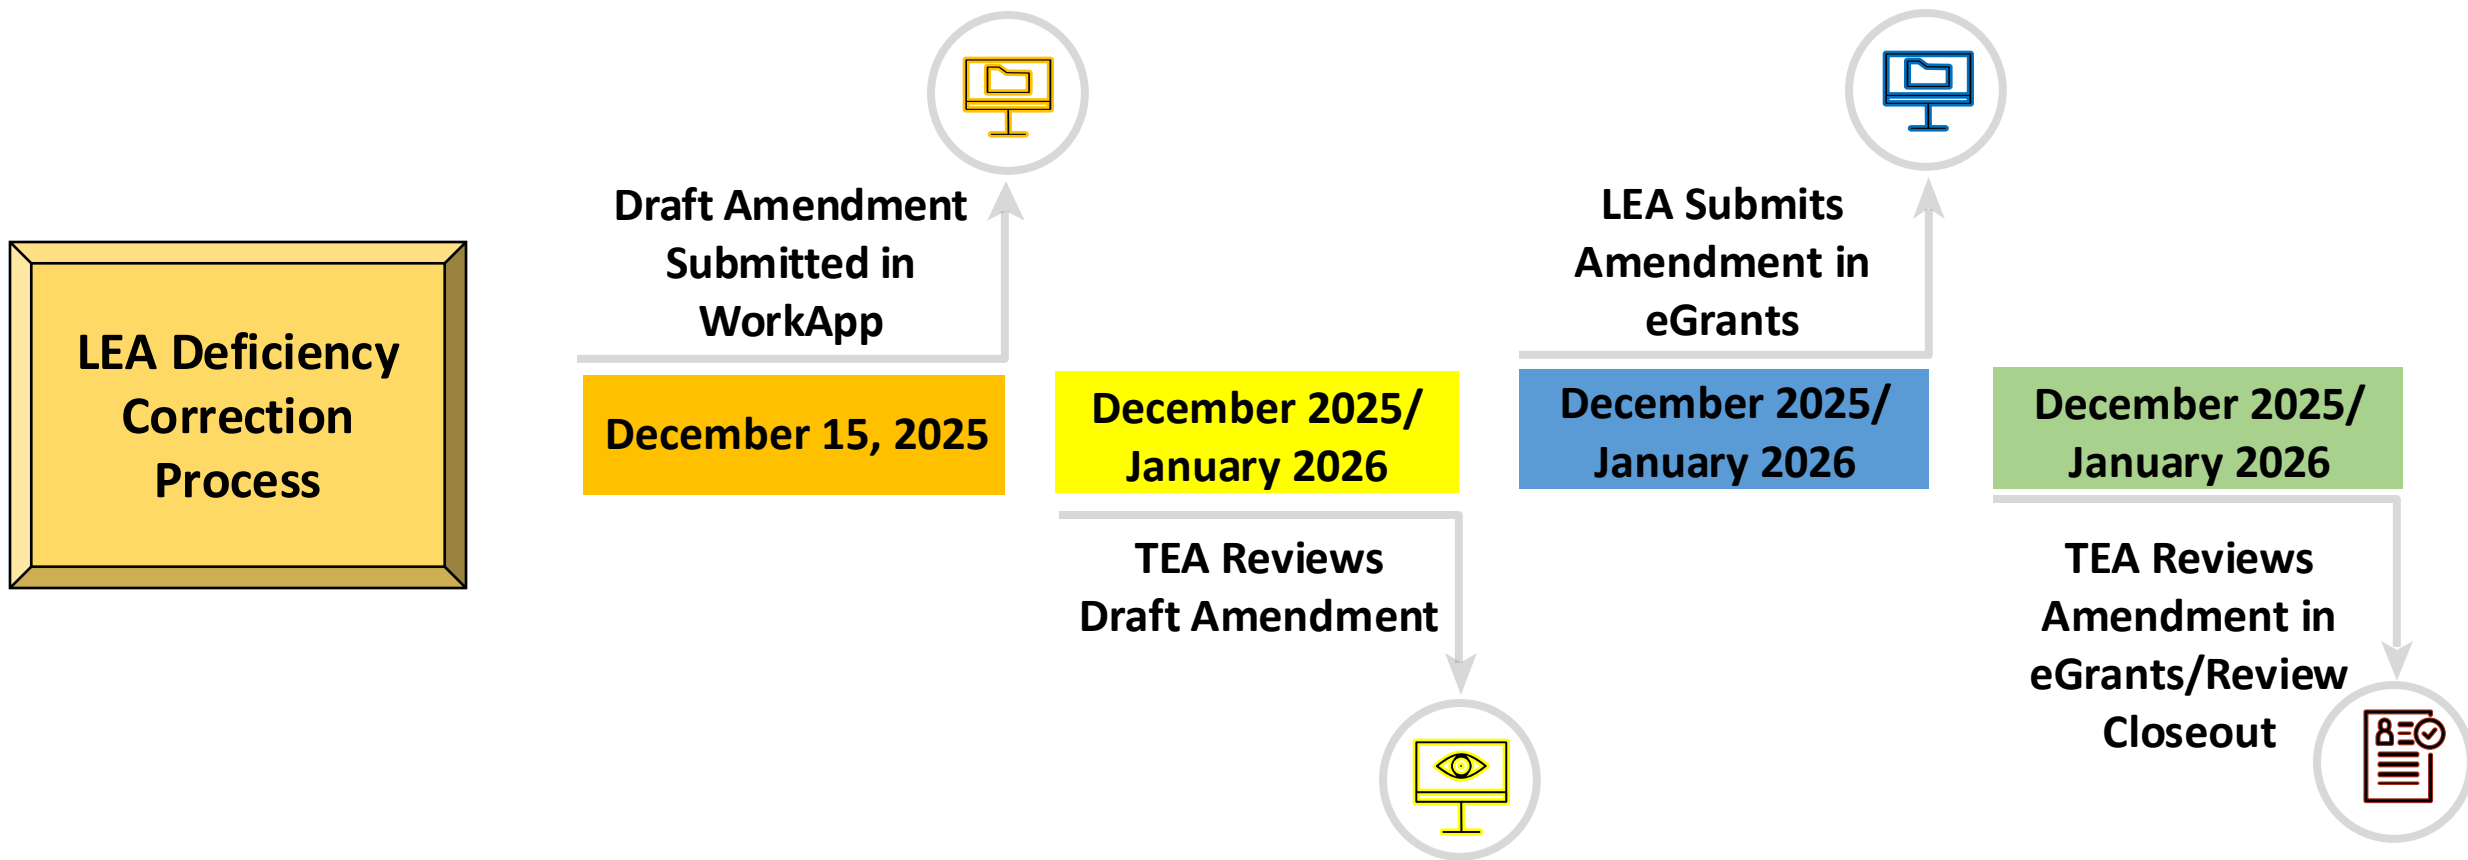 LEA Deficiency
Correction
Process
Draft Amendment
Submitted in
WorkApp
December 15, 2025
December 2025/
January 2026
TEA Reviews
Draft Amendment
LEA Submits
Amendment in
eGrants
December 2025/
January 2026
December 2025/
January 2026
TEA Reviews
Amendment in
eGrants/Review
Closeout